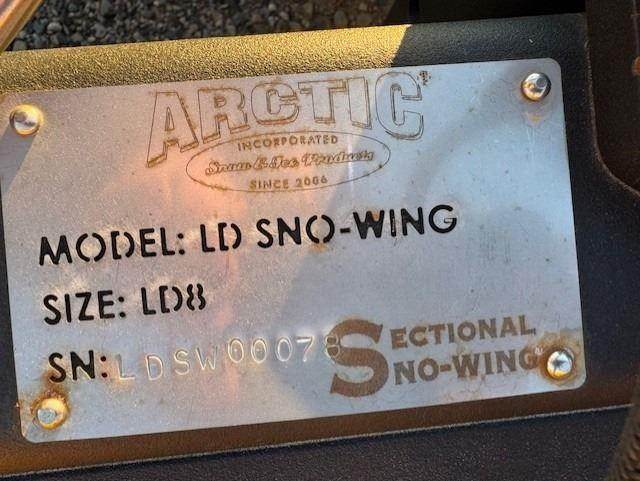 ARCTIC
INCORPORATED
Snow & Ice Products
SINCE 2006
MODEL: LD SNO-WING
SIZE: LD8
SN: LDSW00078
SECTIONAL
SNO-WING